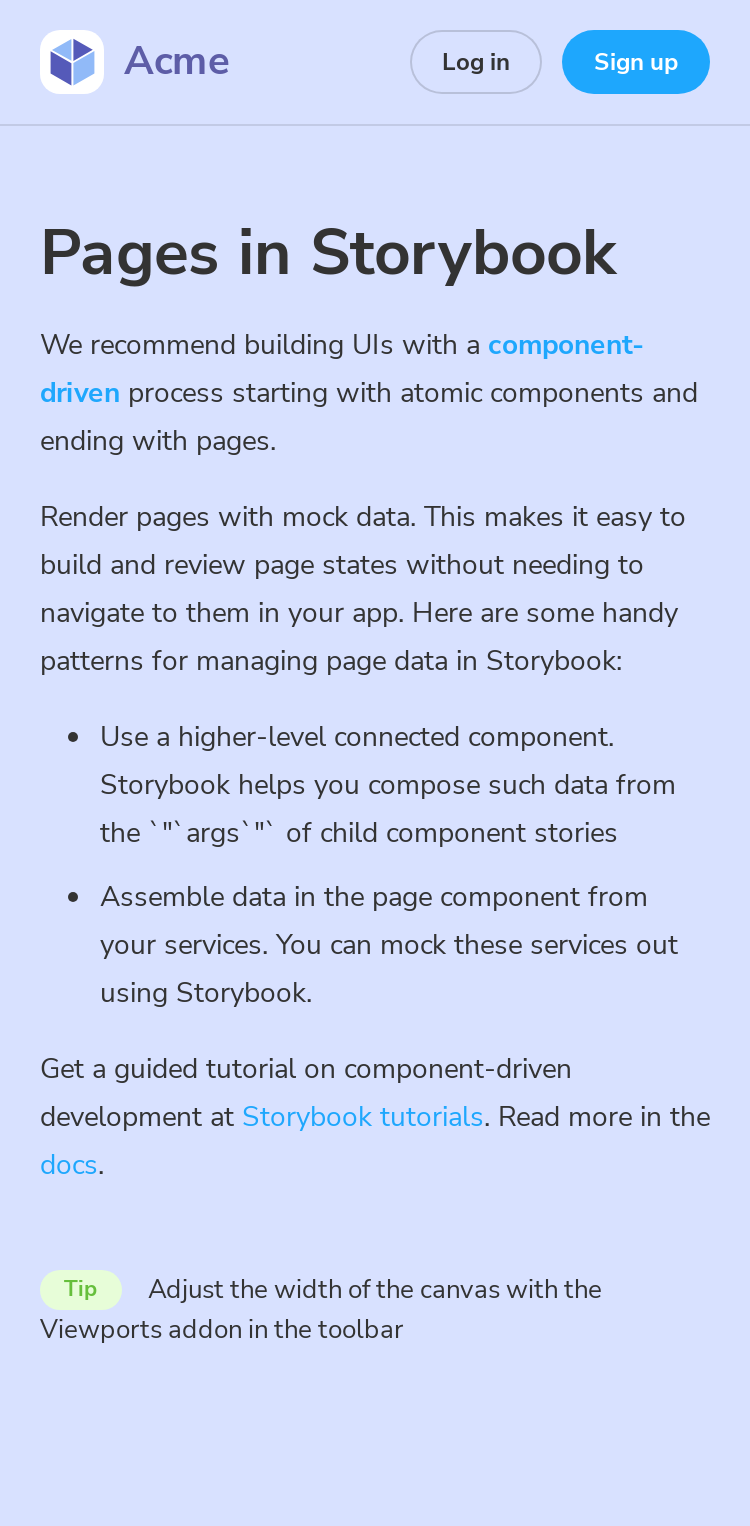 Acme
Log in
Sign up
Pages in Storybook
We recommend building UIs with a component-
driven process starting with atomic components and
ending with pages.
Render pages with mock data. This makes it easy to
build and review page states without needing to
navigate to them in your app. Here are some handy
patterns for managing page data in Storybook:
Use a higher-level connected component.
Storybook helps you compose such data from
the `"`args`"` of child component stories
Assemble data in the page component from
your services. You can mock these services out
using Storybook.
Get a guided tutorial on component-driven
development at Storybook tutorials. Read more in the
docs.
Tip Adjust the width of the canvas with the
Viewports addon in the toolbar